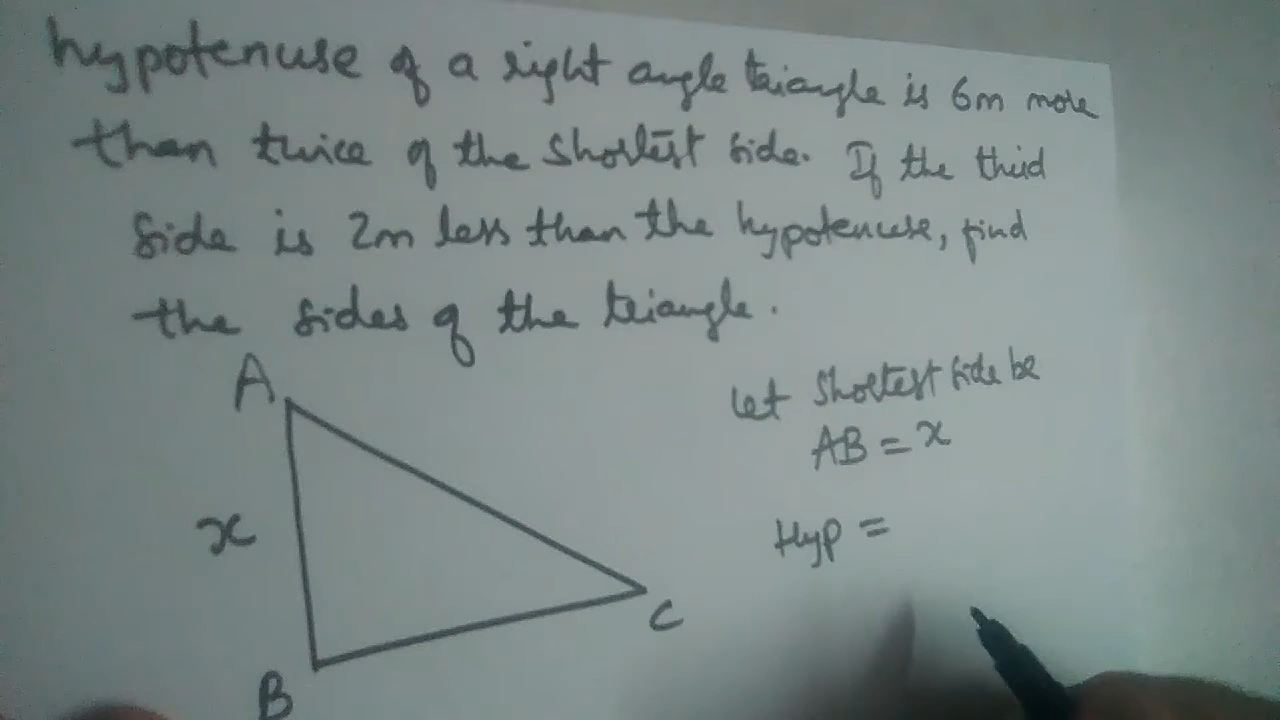 hypotenuse of a right angle triangle is 6m more
than twice of the shortest side. If the third
side is 2m less than the hypotenuse, find
the sides of the triangle.
A
let shortest side be
AB = x
x
Hyp =
C
B